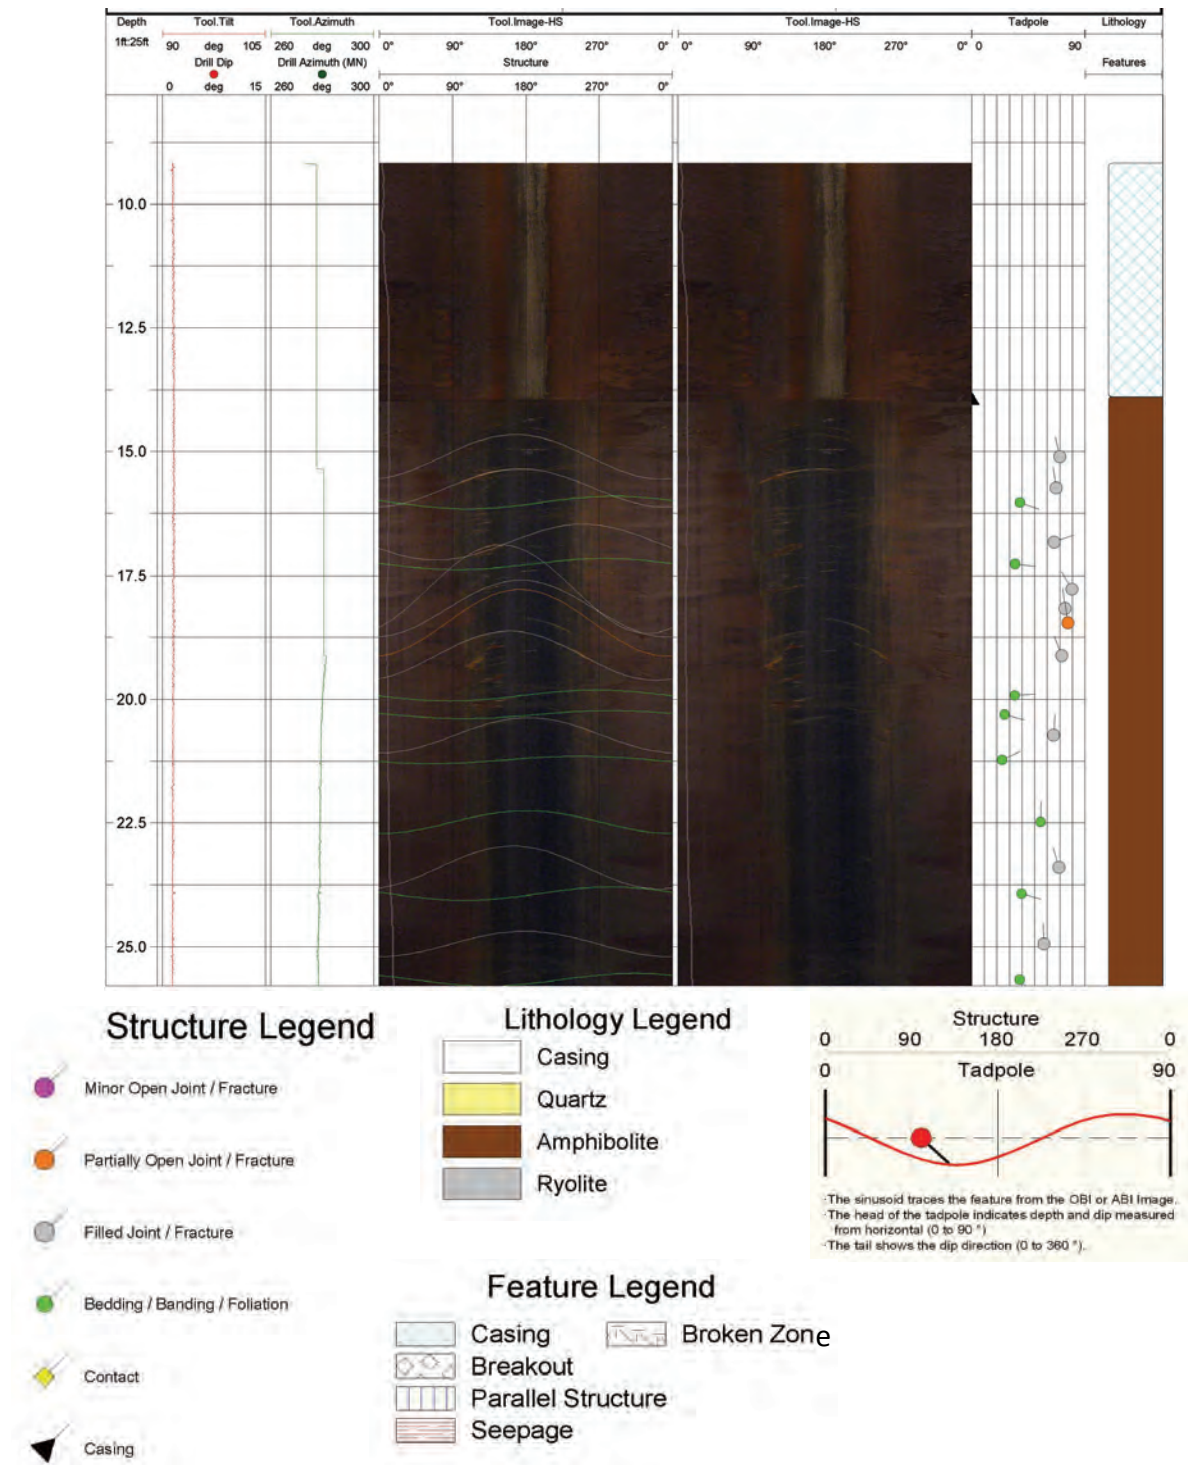 Depth Tool.Tilt Tool.Azimuth Tool.Image-HS Tool.Image-HS Tadpole Lithology
1ft:25ft 90 deg 105 260 deg 300 0° 90° 180° 270° 0° 0° 90° 180° 270° 0° 0 90
Drill Dip Drill Azimuth (MN) Structure Features
0 deg 15 260 deg 300 0° 90° 180° 270° 0°
10.0
12.5
15.0
17.5
20.0
22.5
25.0
Structure Legend
Minor Open Joint / Fracture
Partially Open Joint / Fracture
Filled Joint / Fracture
Bedding / Banding / Foliation
Contact
Casing
Lithology Legend
Casing
Quartz
Amphibolite
Ryolite
Structure
0 90 180 270 0
0 Tadpole 90
-The sinusoid traces the feature from the OBI or ABI Image.
-The head of the tadpole indicates depth and dip measured
from horizontal (0 to 90 °)
-The tail shows the dip direction (0 to 360 °).
Feature Legend
Casing Broken Zone
Breakout
Parallel Structure
Seepage